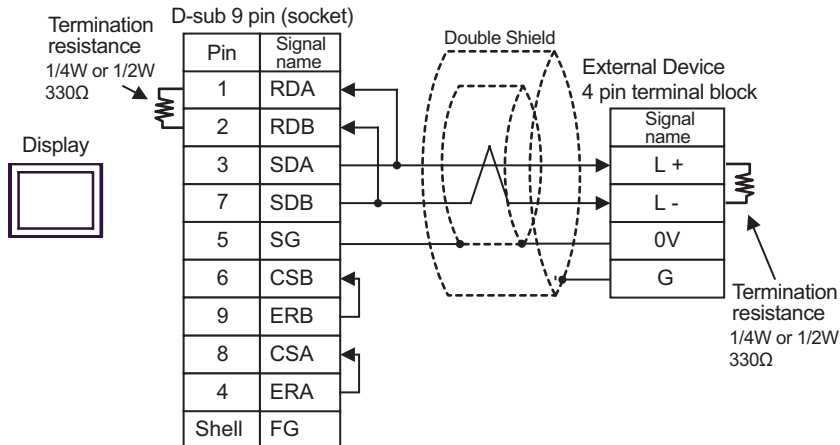 D-sub 9 pin (socket)
Termination
resistance
1/4W or 1/2W
330Ω
Display
Pin Signal name
1 RDA
2 RDB
3 SDA
7 SDB
5 SG
6 CSB
9 ERB
8 CSA
4 ERA
Shell FG
Double Shield
External Device
4 pin terminal block
Signal
name
L +
L -
0V
G
Termination
resistance
1/4W or 1/2W
330Ω